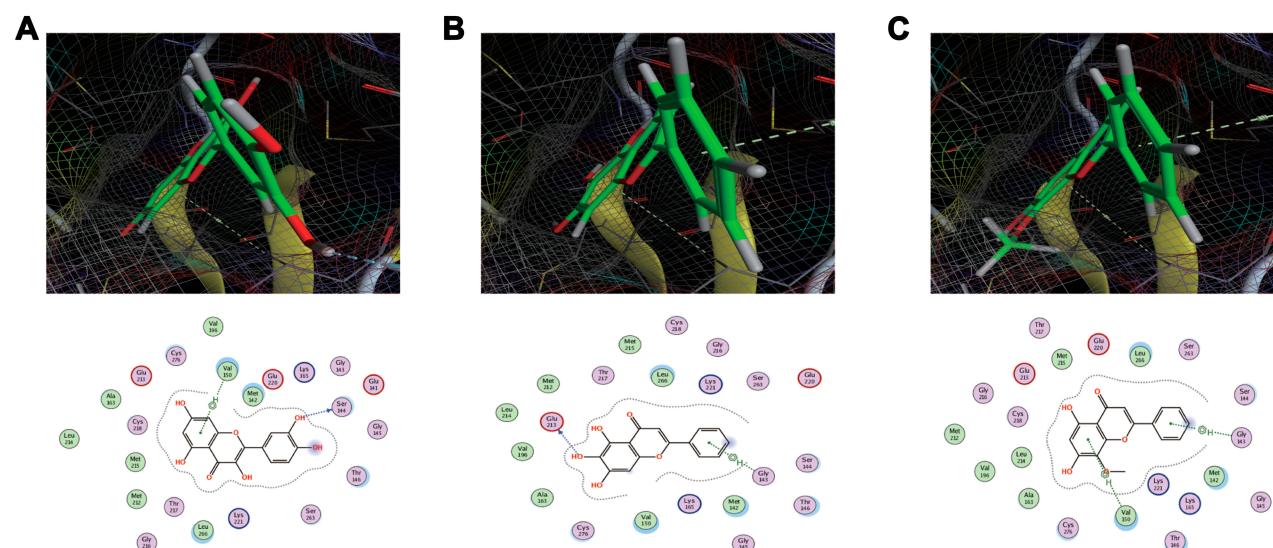 A
B
C
Val
196
Cys
276
Val
150
Glu
213
Met
142
Glu
220
Lys
165
Gly
143
Glu
141
Ala
163
Ser
144
H
HO
OH
Cys
218
O
OH
Gly
145
Leu
214
HO
O
OH
Met
215
Thr
146
Met
212
Thr
217
Leu
266
Lys
221
Ser
263
Gly
216
Cys
218
Met
215
Gly
216
Met
212
Thr
217
Leu
266
Lys
221
Ser
263
Glu
220
Leu
214
Glu
213
O
HO
HO
HO
O
H
Val
196
Gly
143
Ser
144
Ala
163
Lys
165
Met
142
Thr
146
Val
150
Cys
276
Gly
145
Thr
217
Glu
220
Met
215
Leu
266
Ser
263
Glu
213
Gly
216
Ser
144
Cys
218
HO
O
Met
212
H
Gly
143
O
Leu
214
HO
Val
196
Met
142
Ala
163
H
Lys
221
Lys
165
Gly
145
Val
150
Cys
276
Thr
146